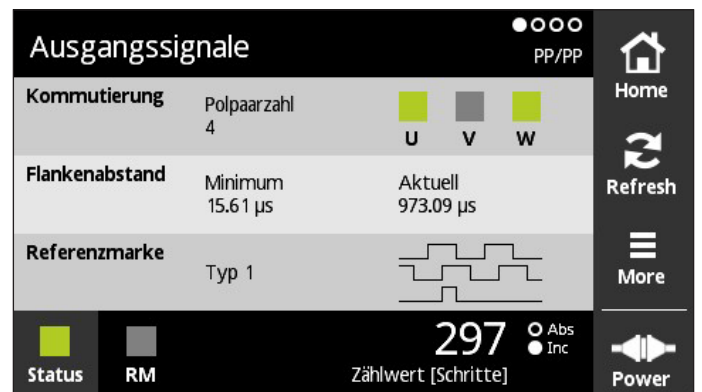 Ausgangssignale
PP/PP
Home
Kommutierung
Polpaarzahl
4
U V W
Flankenabstand
Minimum
15.61 µs
Aktuell
973.09 µs
Refresh
Referenzmarke
Typ 1
More
Status
RM
297
Abs
Inc
Zählwert [Schritte]
Power